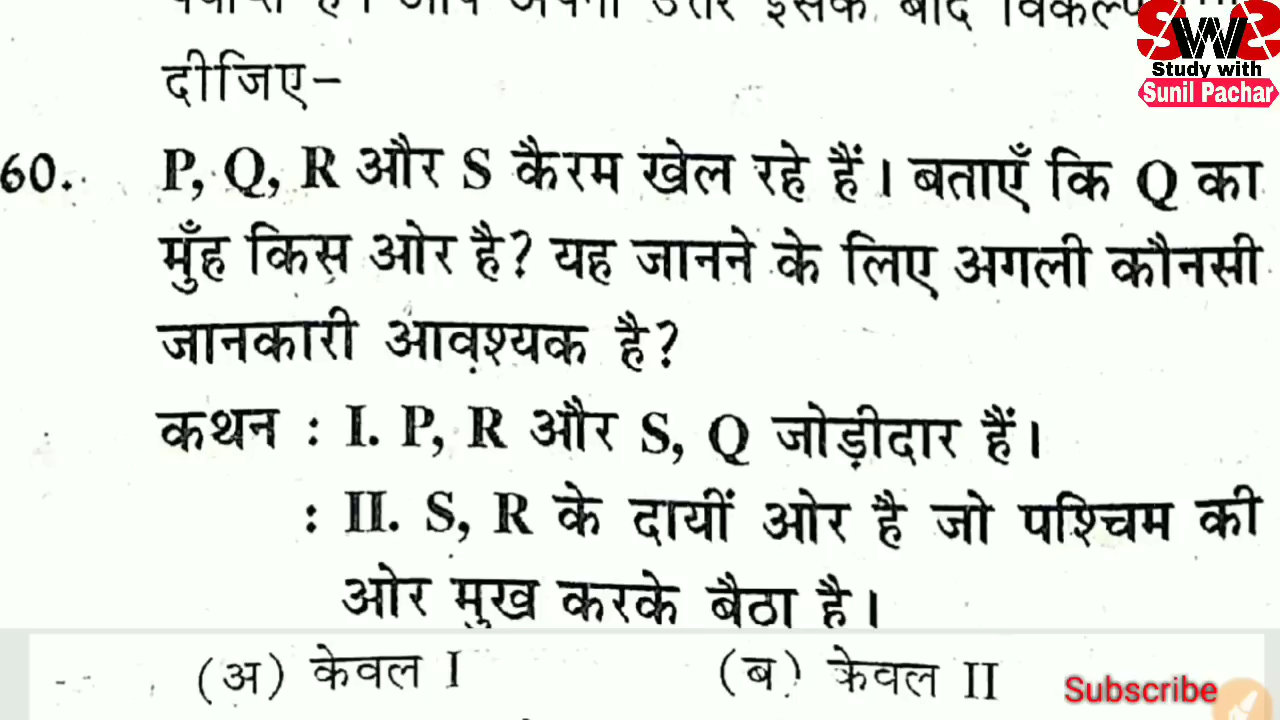 दीजिए–
60. P, Q, R और S कैरम खेल रहे हैं। बताएँ कि Q का
मुँह किस ओर है? यह जानने के लिए अगली कौनसी
जानकारी आवश्यक है?
कथन : I. P, R और S, Q जोड़ीदार हैं।
: II. S, R के दायीं ओर है जो पश्चिम की
ओर मुख करके बैठा है।
(अ) केवल I (ब) केवल II
SWS
Study with
Sunil Pachar
Subscribe